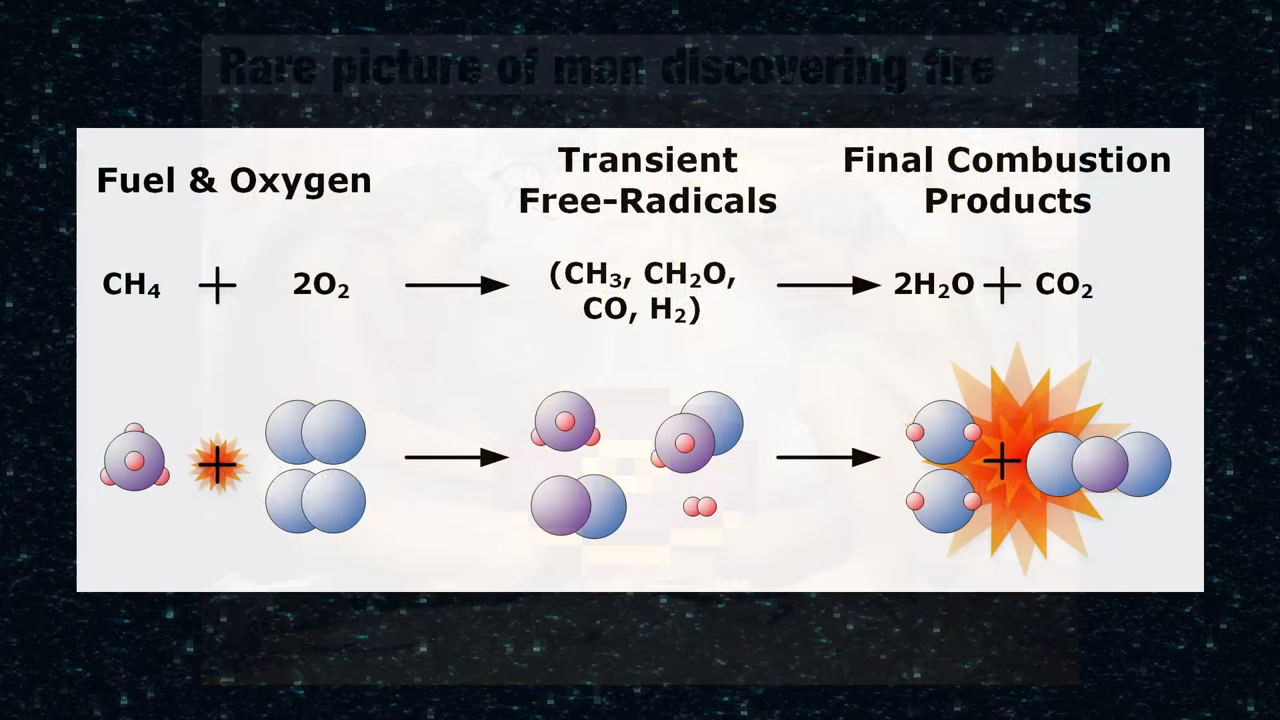 Rare picture of man discovering fire
Fuel & Oxygen
Transient
Free-Radicals
Final Combustion
Products
CH₄ + 2O₂
(CH₃, CH₂O,
CO, H₂)
2H₂O + CO₂
+
+